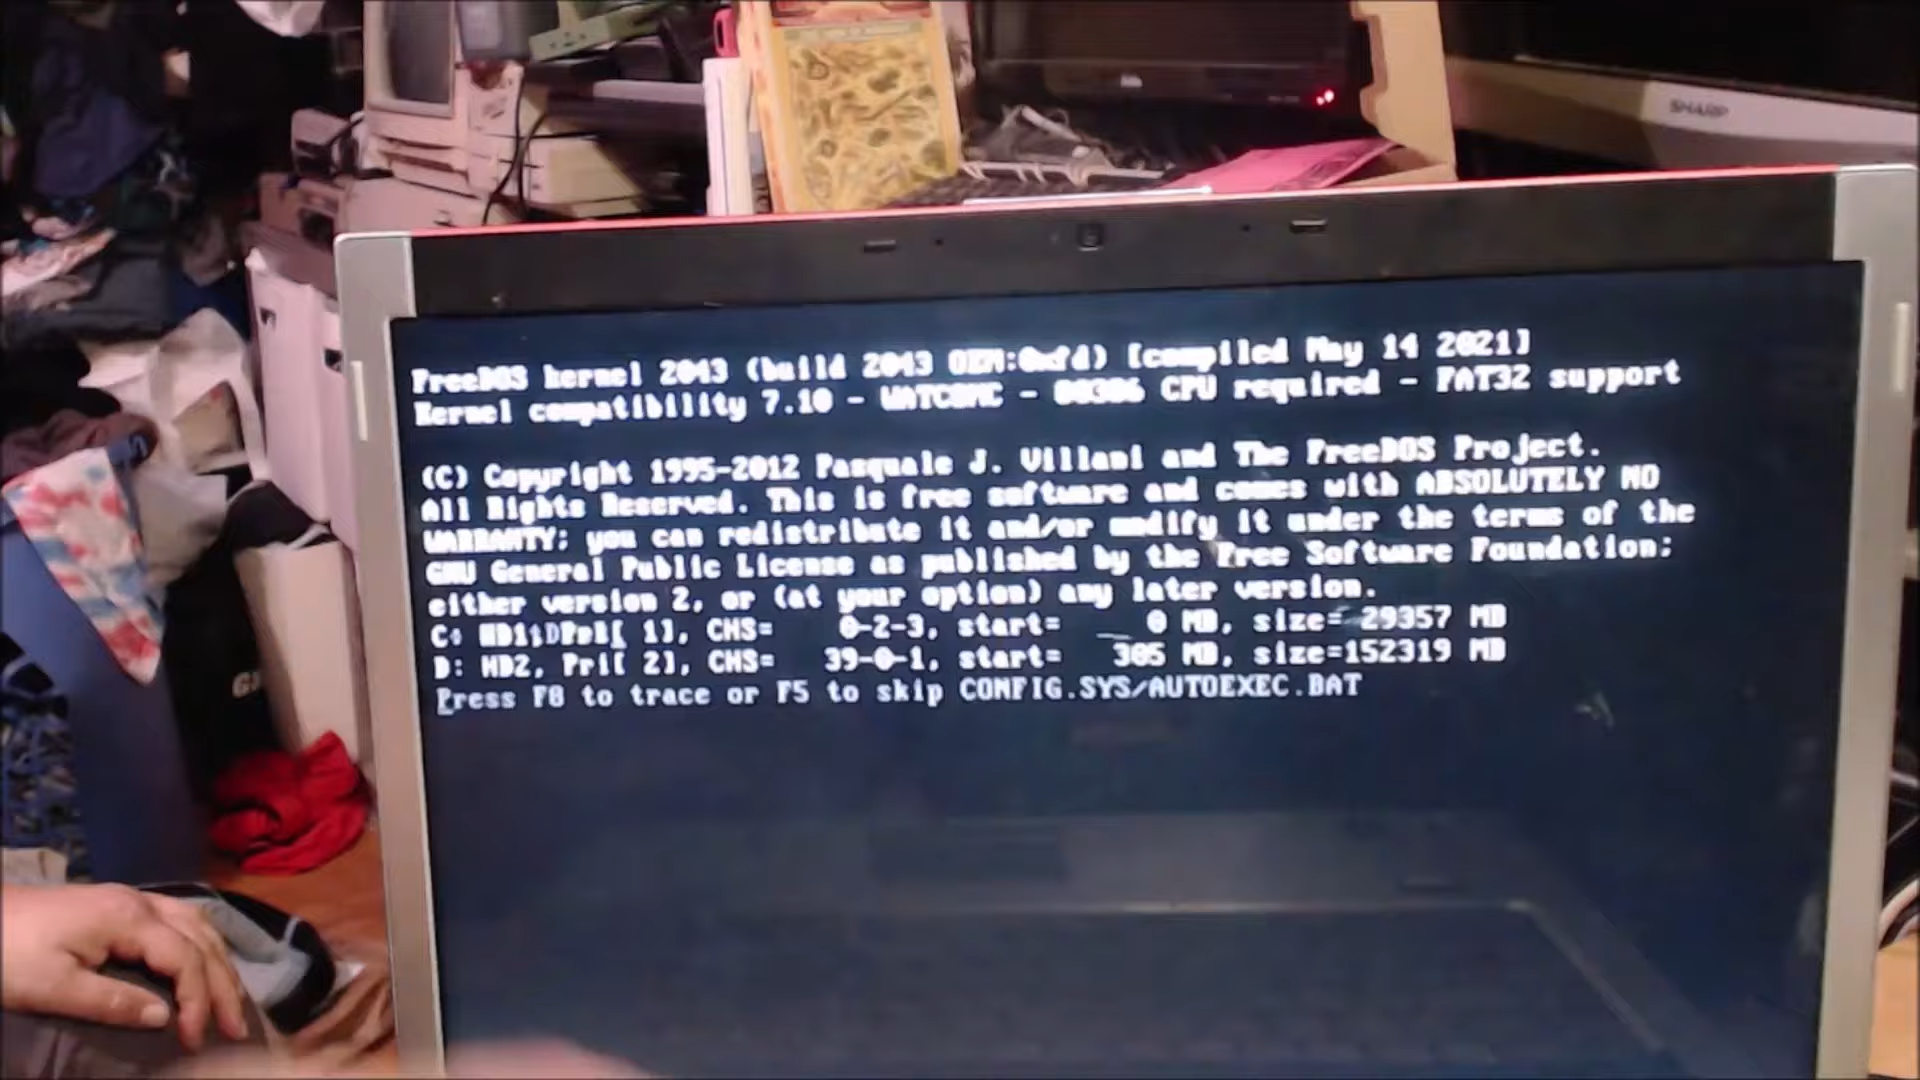 SHARP
FreeDOS kernel 2043 (build 2043 OEM:0xfd) [compiled May 14 2021]
Kernel compatibility 7.10 - WATCOMC - 80386 CPU required - FAT32 support
(C) Copyright 1995-2012 Pasquale J. Villani and The FreeDOS Project.
All Rights Reserved. This is free software and comes with ABSOLUTELY NO
WARRANTY; you can redistribute it and/or modify it under the terms of the
GNU General Public License as published by the Free Software Foundation;
either version 2, or (at your option) any later version.
C: 1], CHS= 0-2-3, start= 0 MB, size= 29357 MB
D: HD2, Pri[ 2], CHS= 39-0-1, start= 305 MB, size=152319 MB
Press F8 to trace or F5 to skip CONFIG.SYS/AUTOEXEC.BAT